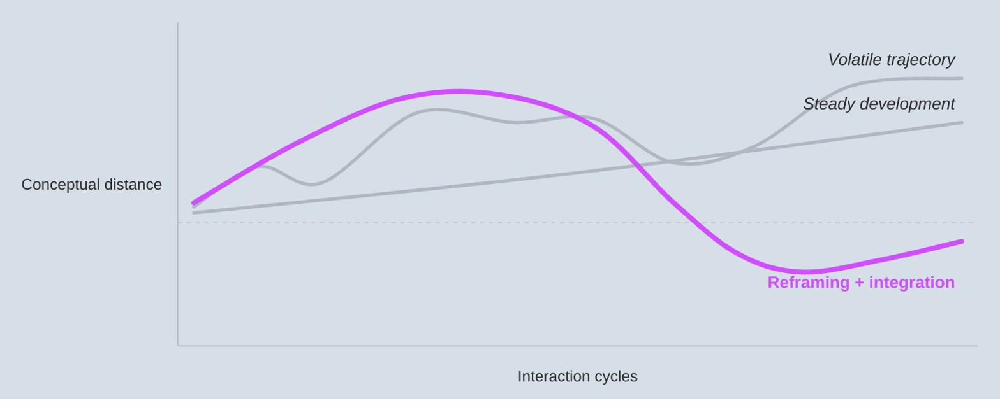 Volatile trajectory
Steady development
Conceptual distance
Reframing + integration
Interaction cycles